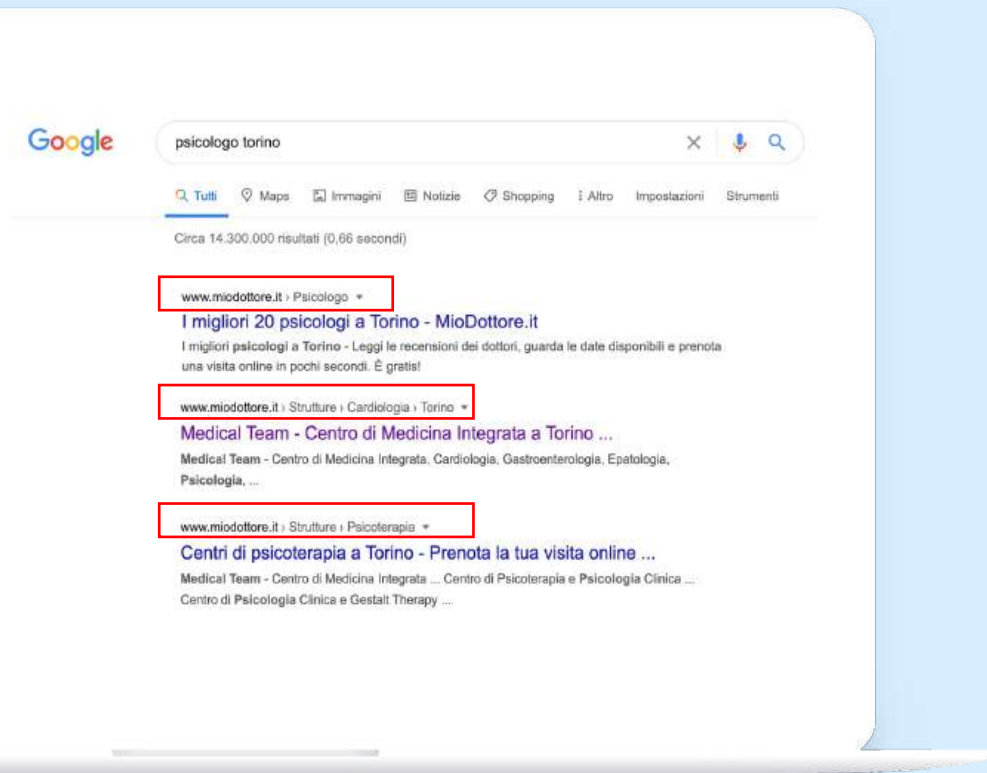 Google
psicologo torino
Tutti Maps Immagini Notizie Shopping Altro Impostazioni Strumenti
Circa 14.300.000 risultati (0,66 secondi)
www.miodottore.it › Psicologo
I migliori 20 psicologi a Torino - MioDottore.it
I migliori psicologi a Torino - Leggi le recensioni dei dottori, guarda le date disponibili e prenota
una visita online in pochi secondi. È gratis!
www.miodottore.it › Strutture › Cardiologia › Torino
Medical Team - Centro di Medicina Integrata a Torino ...
Medical Team - Centro di Medicina Integrata, Cardiologia, Gastroenterologia, Epatologia,
Psicologia, ...
www.miodottore.it › Strutture › Psicoterapia
Centri di psicoterapia a Torino - Prenota la tua visita online ...
Medical Team - Centro di Medicina Integrata ... Centro di Psicoterapia e Psicologia Clinica ...
Centro di Psicologia Clinica e Gestalt Therapy ...